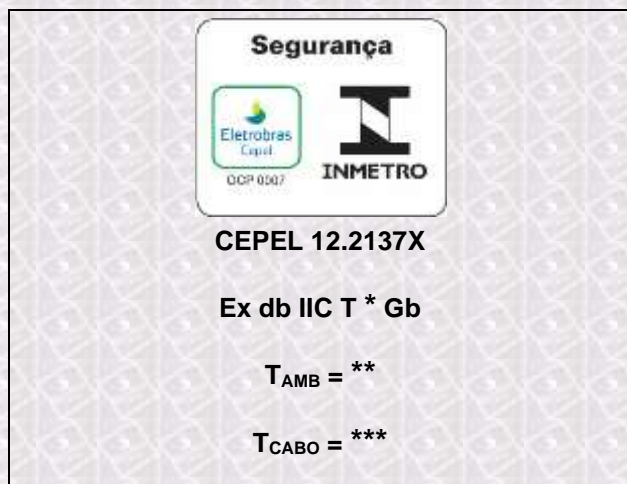 Segurança
Eletrobras
Cepel
OCP 0007
INMETRO
CEPEL 12.2137X
Ex db IIC T * Gb
TAMB = **
TCABO = ***